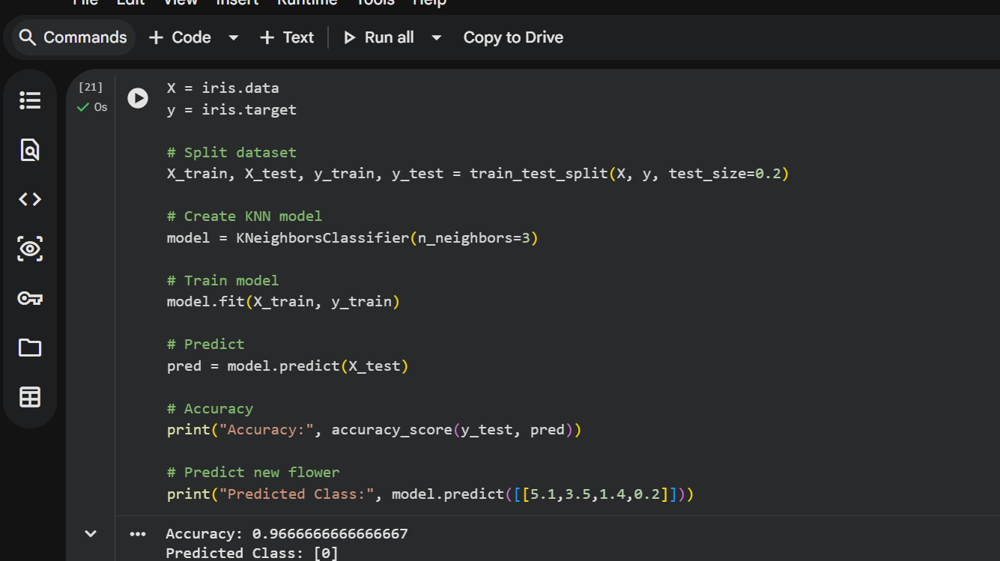 File Edit View Insert Runtime Tools Help
Commands + Code + Text Run all Copy to Drive
[21]
0s
X = iris.data
y = iris.target
# Split dataset
X_train, X_test, y_train, y_test = train_test_split(X, y, test_size=0.2)
# Create KNN model
model = KNeighborsClassifier(n_neighbors=3)
# Train model
model.fit(X_train, y_train)
# Predict
pred = model.predict(X_test)
# Accuracy
print("Accuracy:", accuracy_score(y_test, pred))
# Predict new flower
print("Predicted Class:", model.predict([[5.1,3.5,1.4,0.2]]))
Accuracy: 0.9666666666666667
Predicted Class: [0]